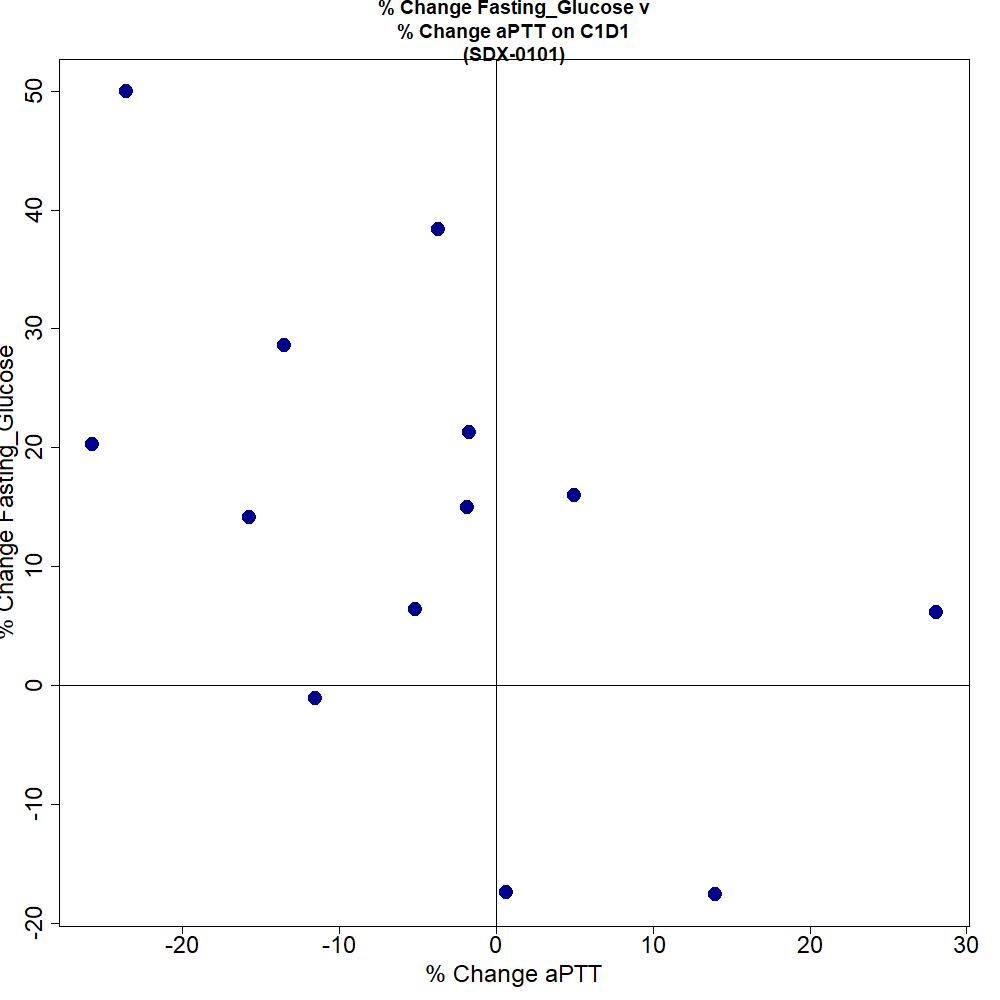 % Change Fasting_Glucose v
% Change aPTT on C1D1
(SDX-0101)
% Change Fasting_Glucose
50
40
30
20
10
0
-10
-20
-20
-10
0
10
20
30
% Change aPTT